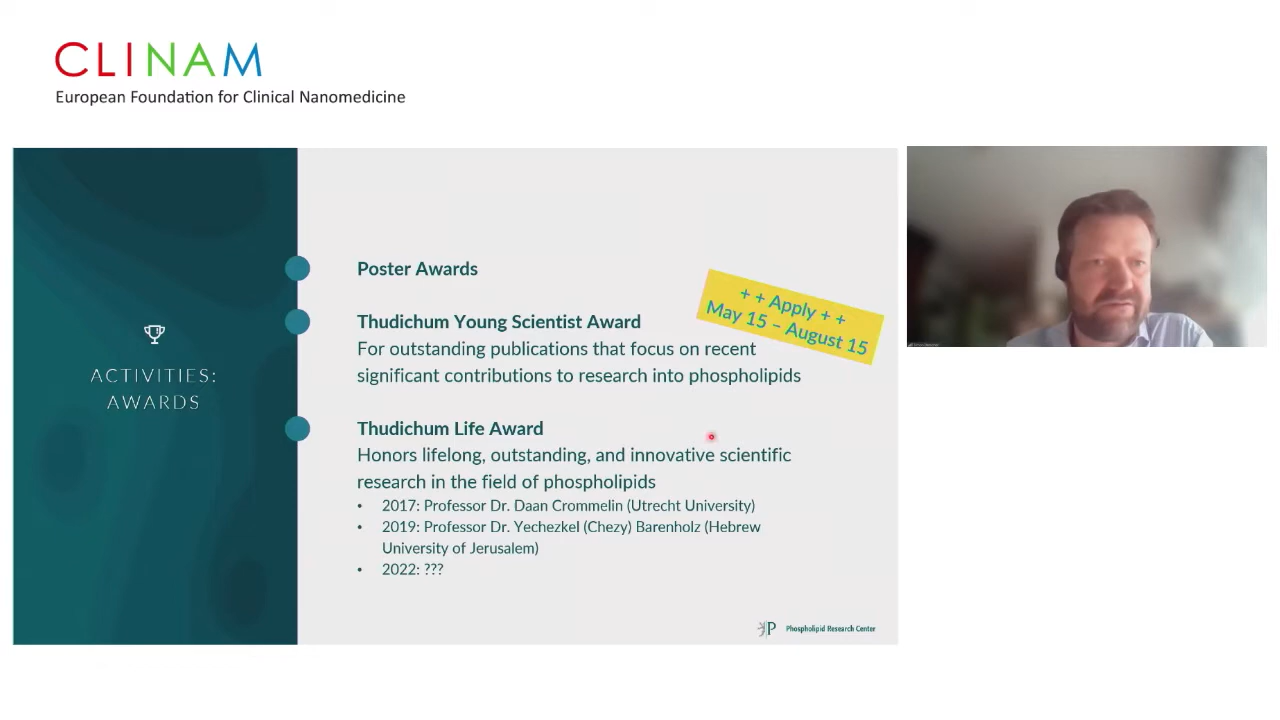 CLINAM
European Foundation for Clinical Nanomedicine
ACTIVITIES:
AWARDS
Poster Awards
Thudichum Young Scientist Award
For outstanding publications that focus on recent
significant contributions to research into phospholipids
+ + Apply + +
May 15 – August 15
Thudichum Life Award
Honors lifelong, outstanding, and innovative scientific
research in the field of phospholipids
• 2017: Professor Dr. Daan Crommelin (Utrecht University)
• 2019: Professor Dr. Yechezkel (Chezy) Barenholz (Hebrew
University of Jerusalem)
• 2022: ???
Phospholipid Research Center